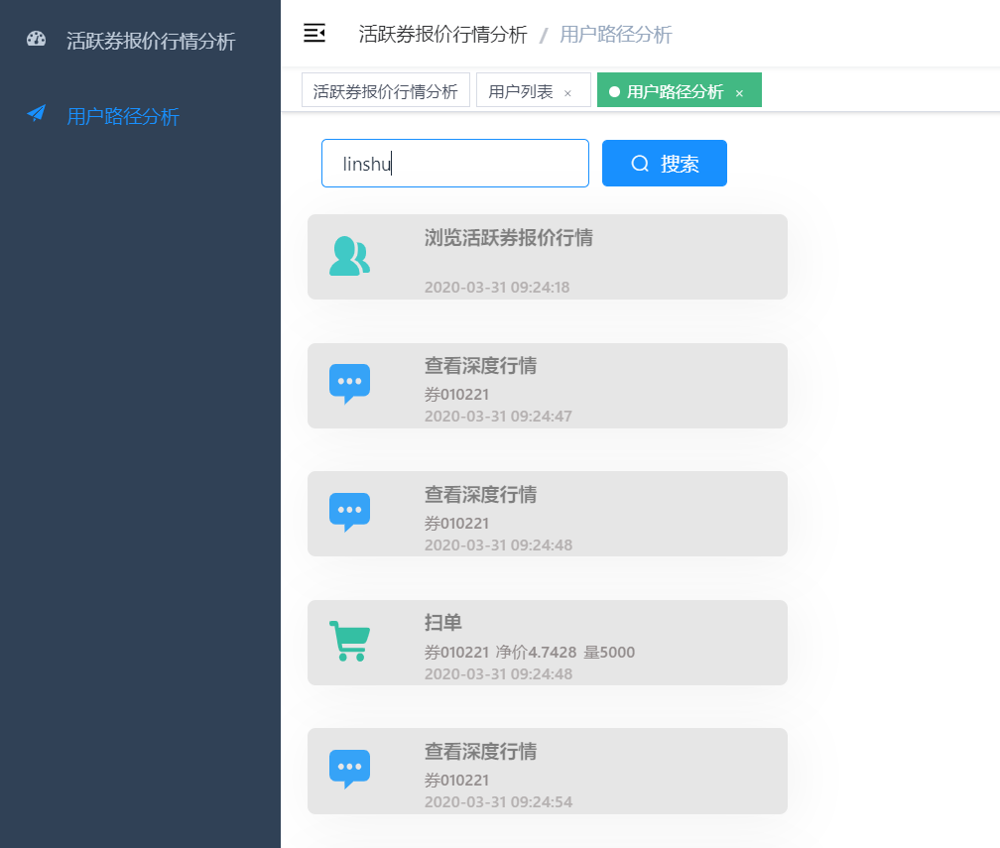 活跃券报价行情分析
用户路径分析
活跃券报价行情分析 / 用户路径分析
活跃券报价行情分析 用户列表 × 用户路径分析 ×
linshu 搜索
浏览活跃券报价行情
2020-03-31 09:24:18
查看深度行情
券010221
2020-03-31 09:24:47
查看深度行情
券010221
2020-03-31 09:24:48
扫单
券010221 净价4.7428 量5000
2020-03-31 09:24:48
查看深度行情
券010221
2020-03-31 09:24:54